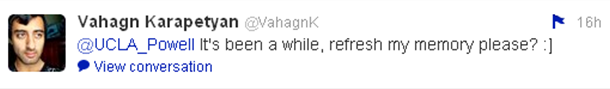 Vahagn Karapetyan @VahagnK 16h
@UCLA_Powell It's been a while, refresh my memory please? :]
View conversation